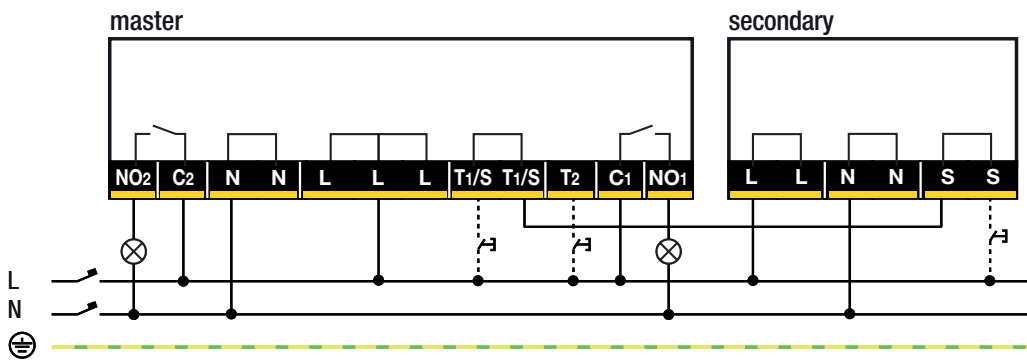 master secondary
NO2 C2 N N L L L T1/S T1/S T2 C1 NO1 L L N N S S
L
N